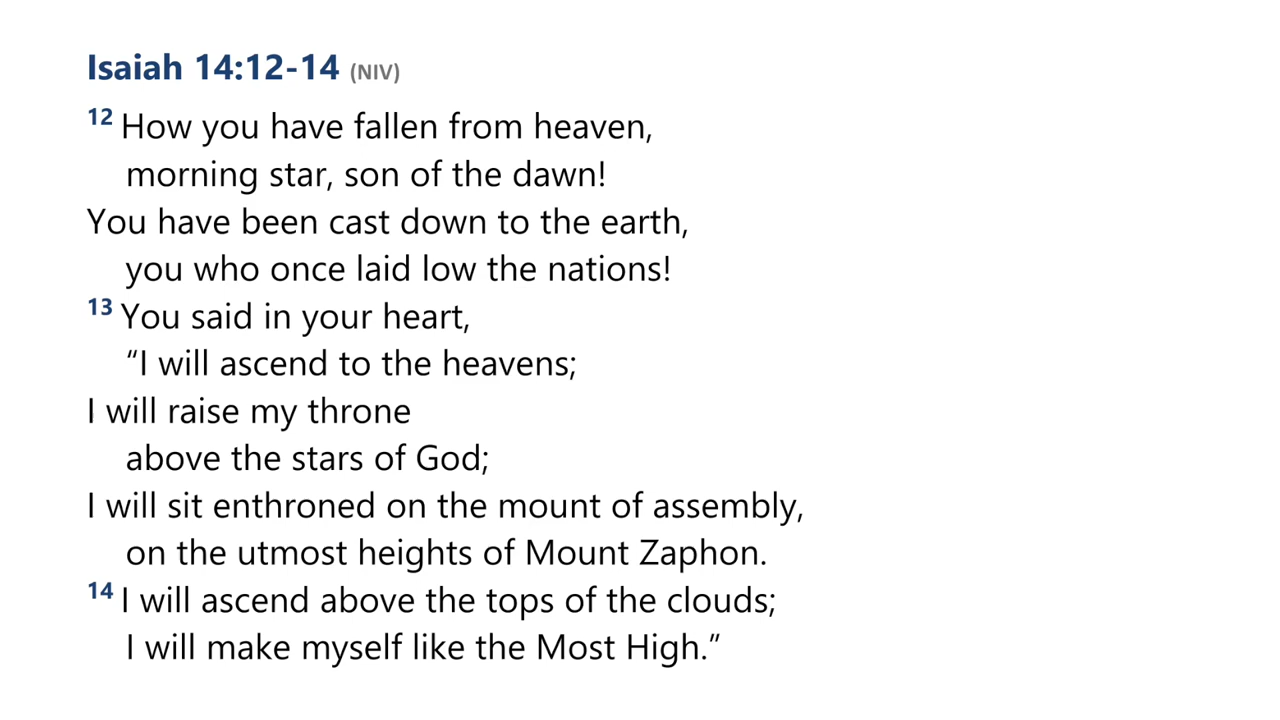 Isaiah 14:12-14 (NIV)
12 How you have fallen from heaven,
morning star, son of the dawn!
You have been cast down to the earth,
you who once laid low the nations!
13 You said in your heart,
“I will ascend to the heavens;
I will raise my throne
above the stars of God;
I will sit enthroned on the mount of assembly,
on the utmost heights of Mount Zaphon.
14 I will ascend above the tops of the clouds;
I will make myself like the Most High.”